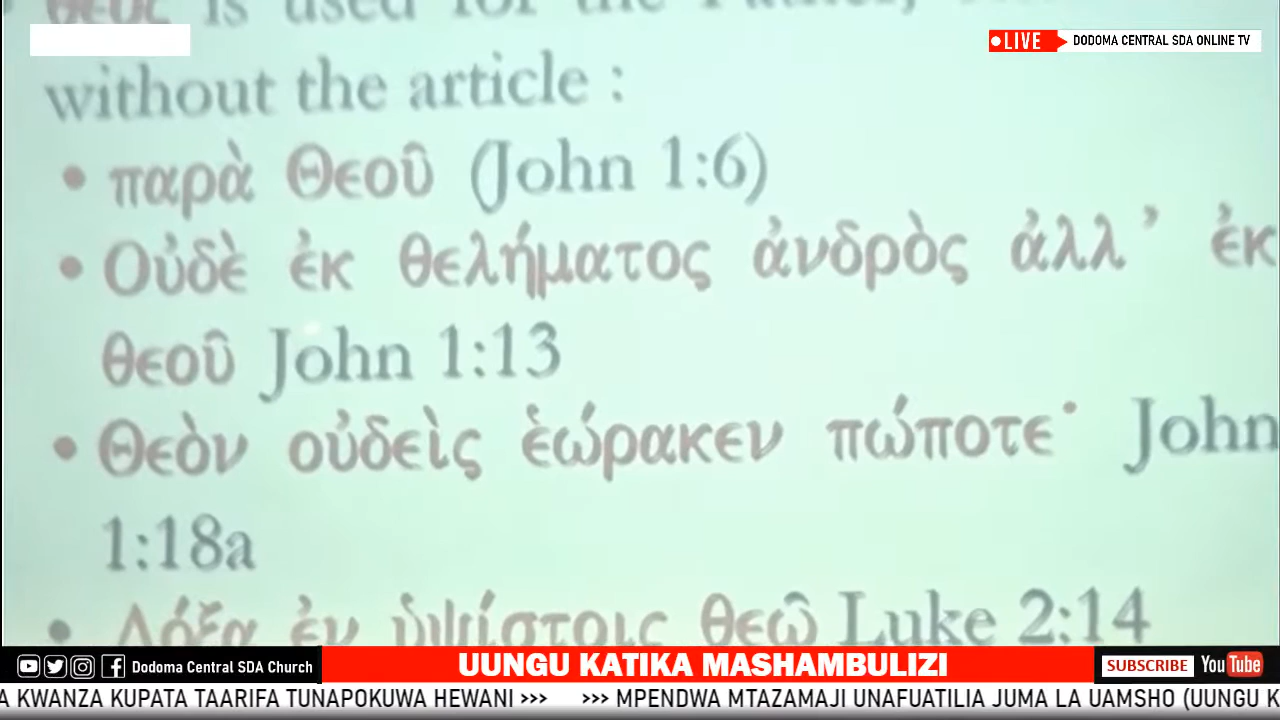 θεός is used for the Father,
without the article :
• παρὰ Θεοῦ (John 1:6)
• Οὐδὲ ἐκ θελήματος ἀνδρὸς ἀλλ ᾽ ἐκ
θεοῦ John 1:13
• Θεὸν οὐδεὶς ἑώρακεν πώποτε˙ John
1:18a
• Δόξα ἐν ὑψίστοις θεῷ Luke 2:14
LIVE DODOMA CENTRAL SDA ONLINE TV
Dodoma Central SDA Church
UUNGU KATIKA MASHAMBULIZI
SUBSCRIBE YouTube
A KWANZA KUPATA TAARIFA TUNAPOKUWA HEWANI >>> >>> MPENDWA MTAZAMAJI UNAFUATILIA JUMA LA UAMSHO (UUNGU K